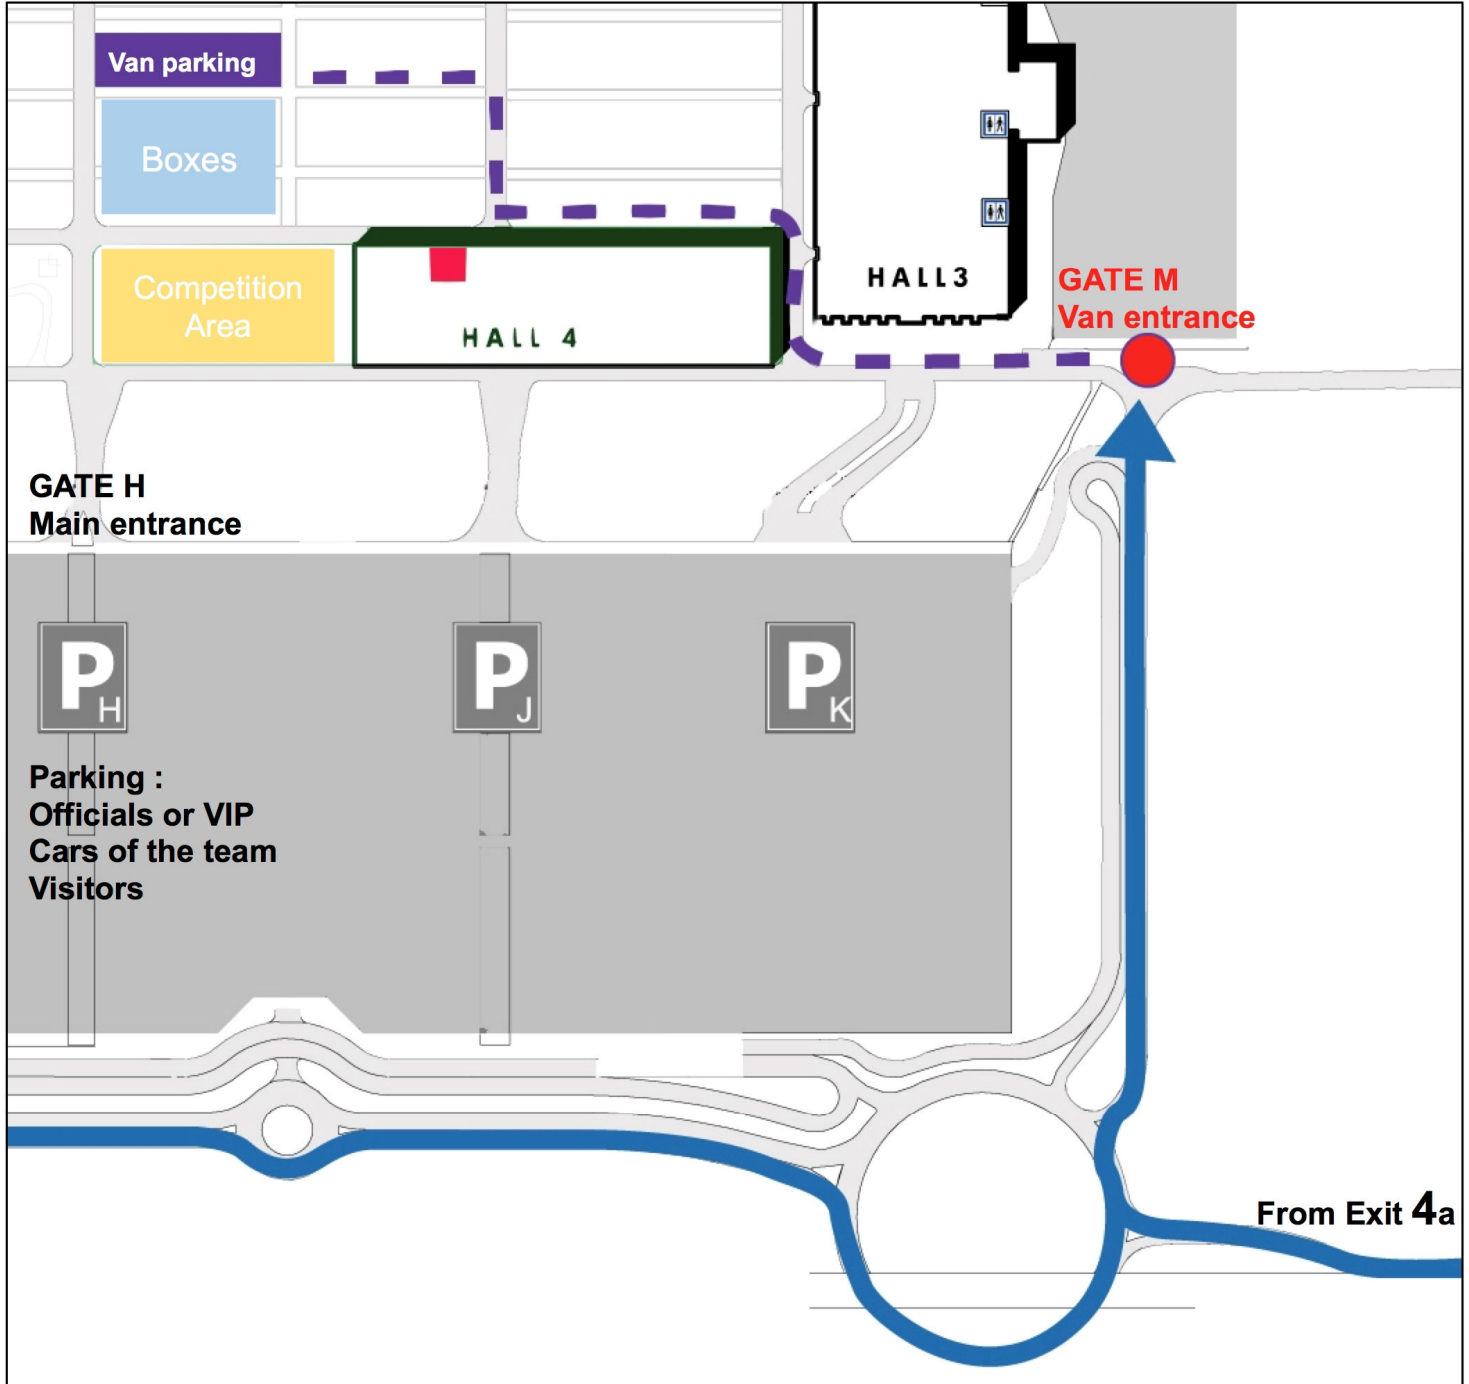 Van parking
Boxes
Competition
Area
HALL 4
HALL3
GATE M
Van entrance
GATE H
Main entrance
P H
P J
P K
Parking :
Officials or VIP
Cars of the team
Visitors
From Exit 4a